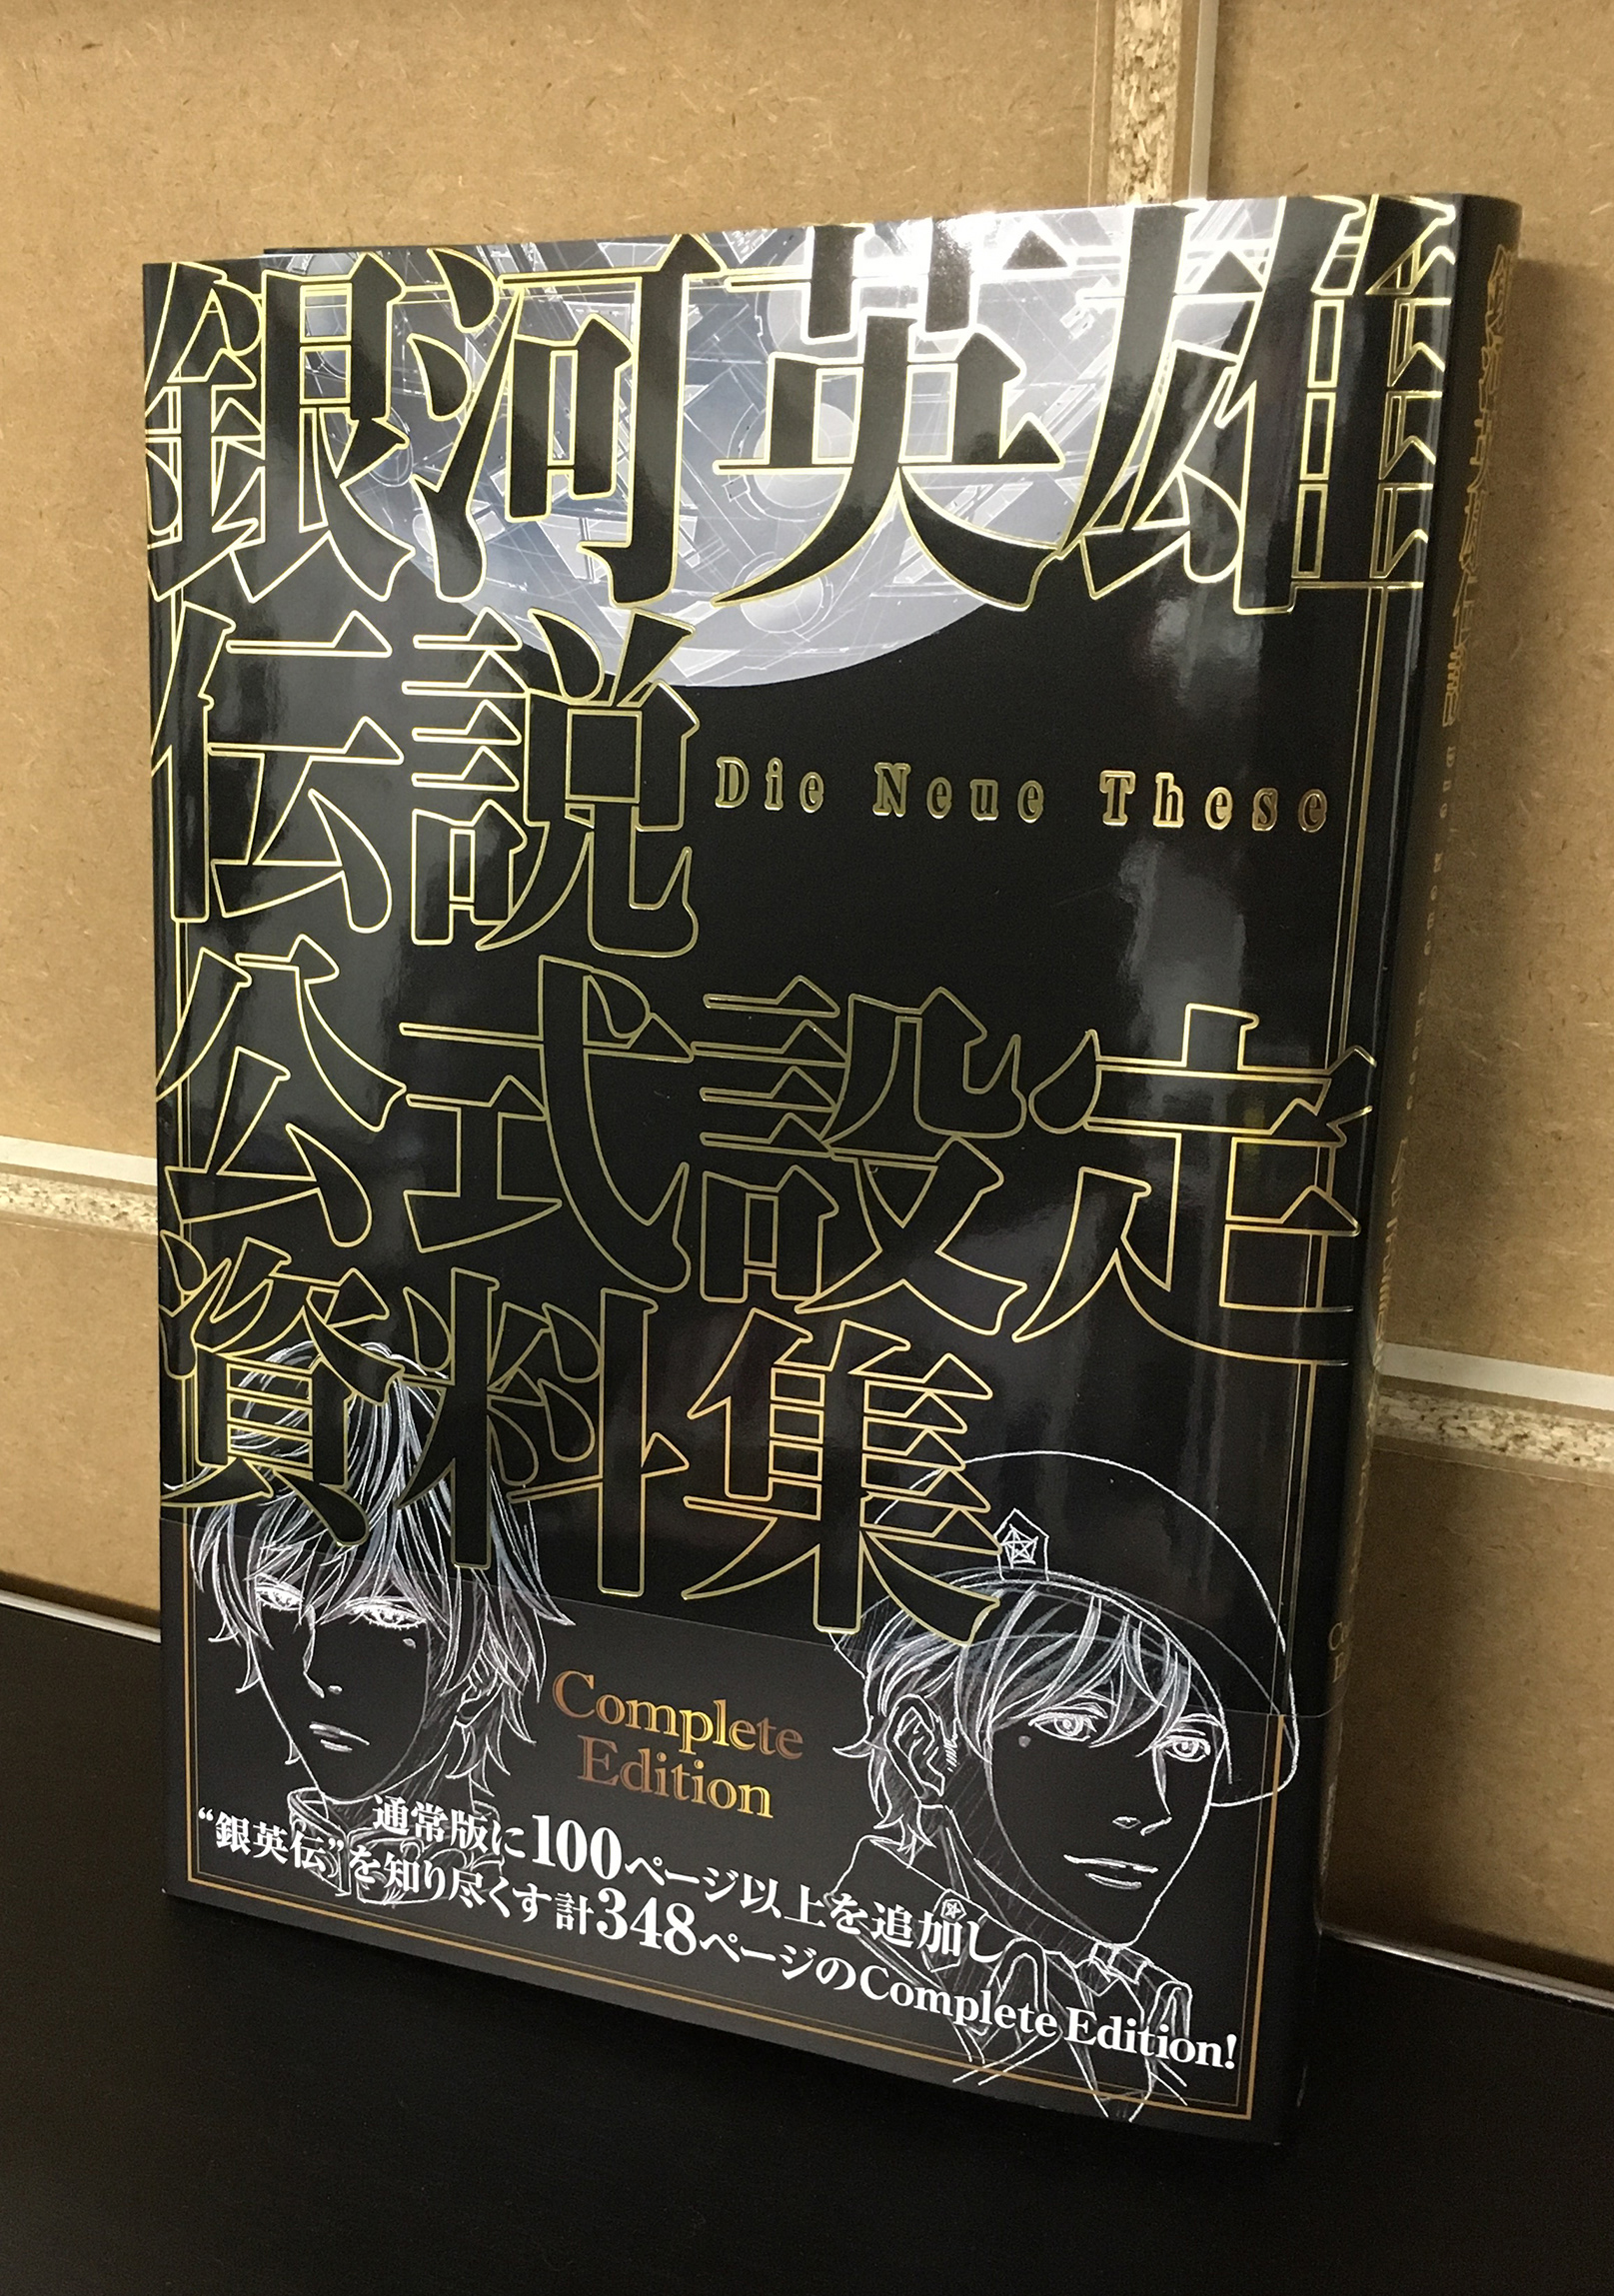 銀河英雄
伝説
Die Neue These
公式設定
資料集
Complete
Edition
通常版に100ページ以上を追加し
“銀英伝”を知り尽くす計348ページのComplete Edition!